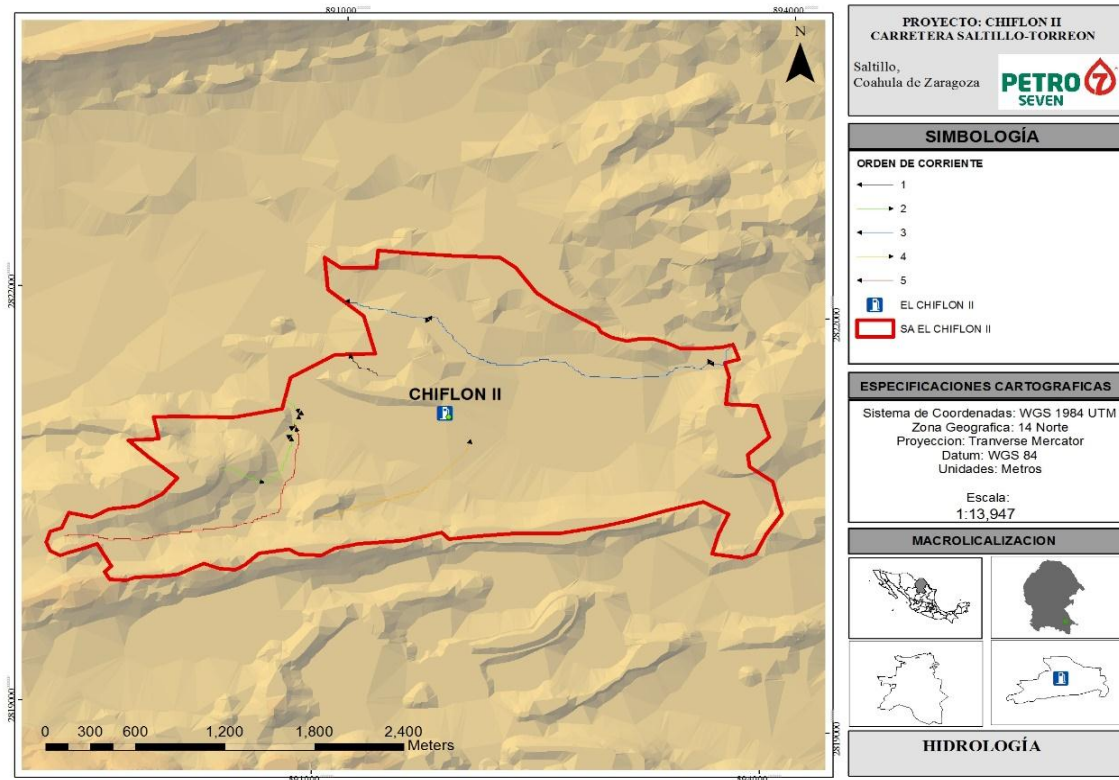 891000
894000
N
2822000
2822000
CHIFLON II
2819000
2819000
0 300 600 1,200 1,800 2,400
Meters
891000
894000
PROYECTO: CHIFLON II
CARRETERA SALTILLO-TORREON
Saltillo,
Coahula de Zaragoza
PETRO 7
SEVEN
SIMBOLOGÍA
ORDEN DE CORRIENTE
1
2
3
4
5
EL CHIFLON II
SA EL CHIFLON II
ESPECIFICACIONES CARTOGRAFICAS
Sistema de Coordenadas: WGS 1984 UTM
Zona Geografica: 14 Norte
Proyeccion: Tranverse Mercator
Datum: WGS 84
Unidades: Metros
Escala:
1:13,947
MACROLICALIZACION
HIDROLOGÍA